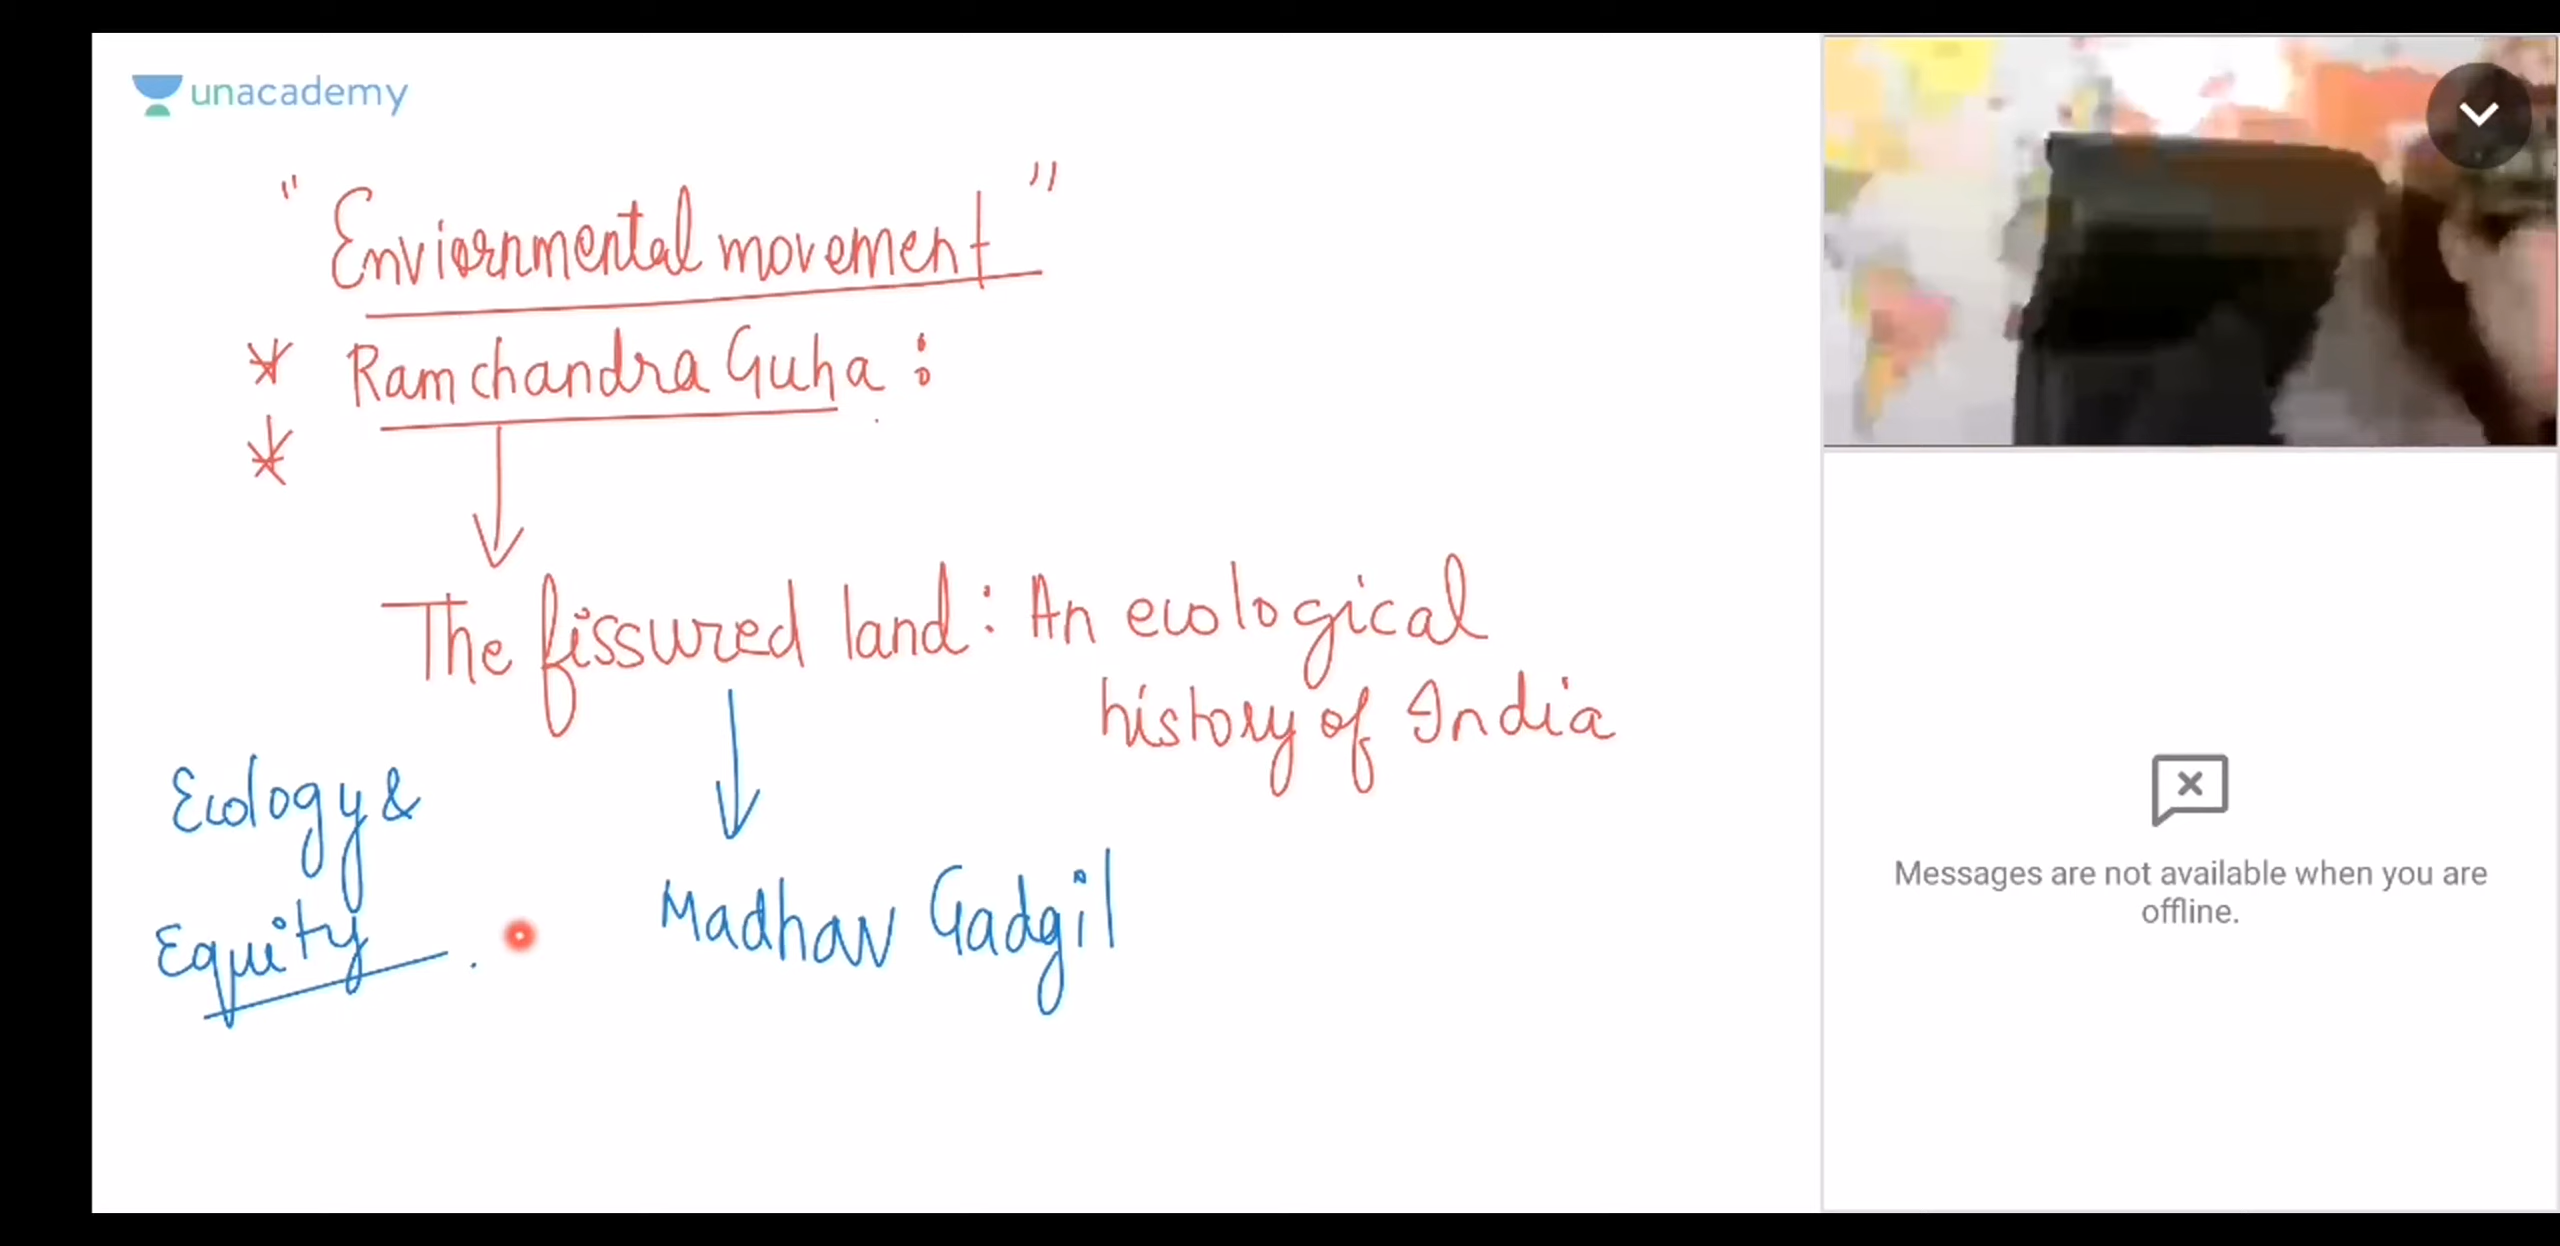 unacademy
" Enviornmental movement "
* Ramchandra Guha :
*
The fissured land : An ecological
history of India
Ecology &
Equity .
Madhav Gadgil
Messages are not available when you are
offline.